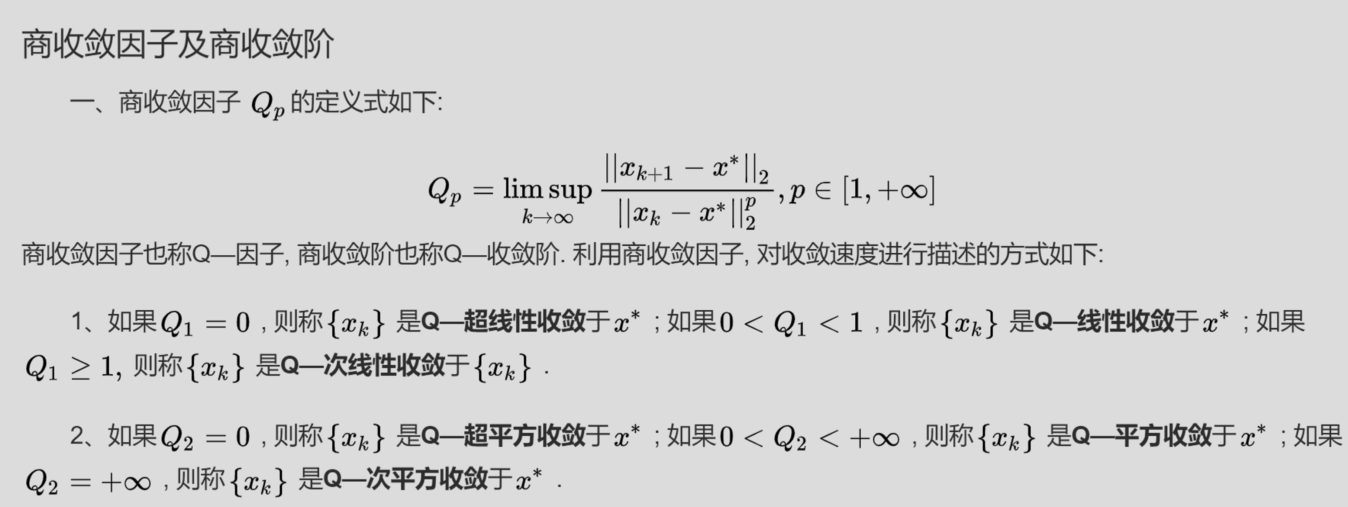 商收敛因子及商收敛阶
一、商收敛因子 $Q_p$ 的定义式如下:
$$Q_p = \limsup_{k \to \infty} \frac{||x_{k+1} - x^*||_2}{||x_k - x^*||_2^p}, p \in [1, +\infty]$$
商收敛因子也称Q—因子, 商收敛阶也称Q—收敛阶. 利用商收敛因子, 对收敛速度进行描述的方式如下:
1、如果$Q_1 = 0$ , 则称$\{x_k\}$ 是Q—超线性收敛于$x^*$ ; 如果$0 < Q_1 < 1$ , 则称$\{x_k\}$ 是Q—线性收敛于$x^*$ ; 如果
$Q_1 \geq 1$, 则称$\{x_k\}$ 是Q—次线性收敛于$\{x_k\}$ .
2、如果$Q_2 = 0$ , 则称$\{x_k\}$ 是Q—超平方收敛于$x^*$ ; 如果$0 < Q_2 < +\infty$ , 则称$\{x_k\}$ 是Q—平方收敛于$x^*$ ; 如果
$Q_2 = +\infty$ , 则称$\{x_k\}$ 是Q—次平方收敛于$x^*$ .